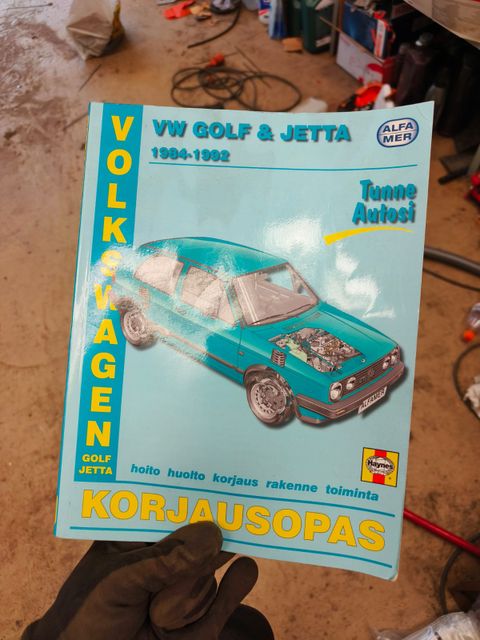 VOLKSWAGEN
GOLF
JETTA
VW GOLF & JETTA
1984-1992
ALFA
MER
Tunne
Autosi
ALFAMER
Haynes
hoito huolto korjaus rakenne toiminta
KORJAUSOPAS